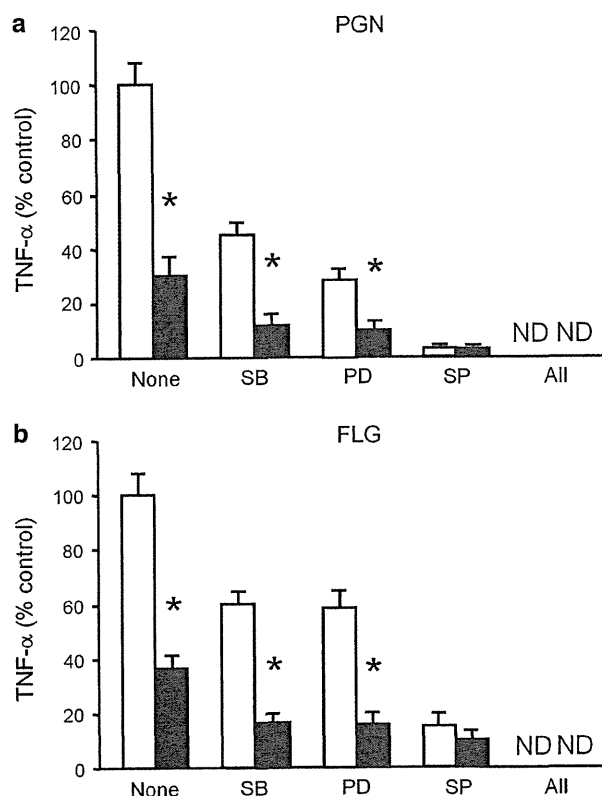 a
PGN
TNF-α (% control)
120
100
80
60
40
20
0
*
*
*
ND ND
None SB PD SP All
b
FLG
TNF-α (% control)
120
100
80
60
40
20
0
*
*
*
ND ND
None SB PD SP All